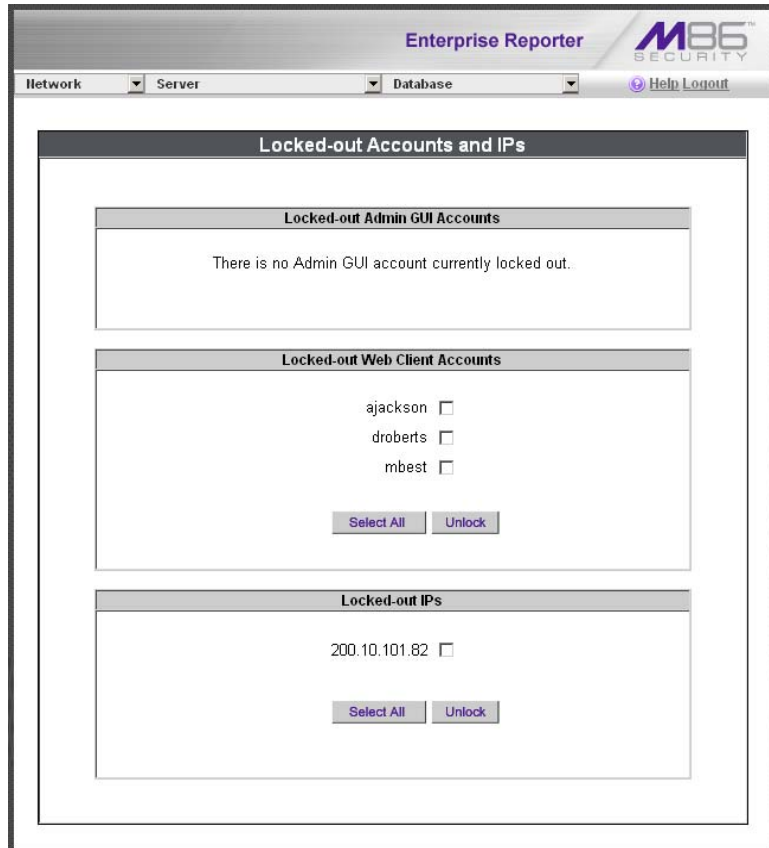 Enterprise Reporter
M86
SECURITY™
Network Server Database Help Logout
Locked-out Accounts and IPs
Locked-out Admin GUI Accounts
There is no Admin GUI account currently locked out.
Locked-out Web Client Accounts
ajackson
droberts
mbest
Select All Unlock
Locked-out IPs
200.10.101.82
Select All Unlock